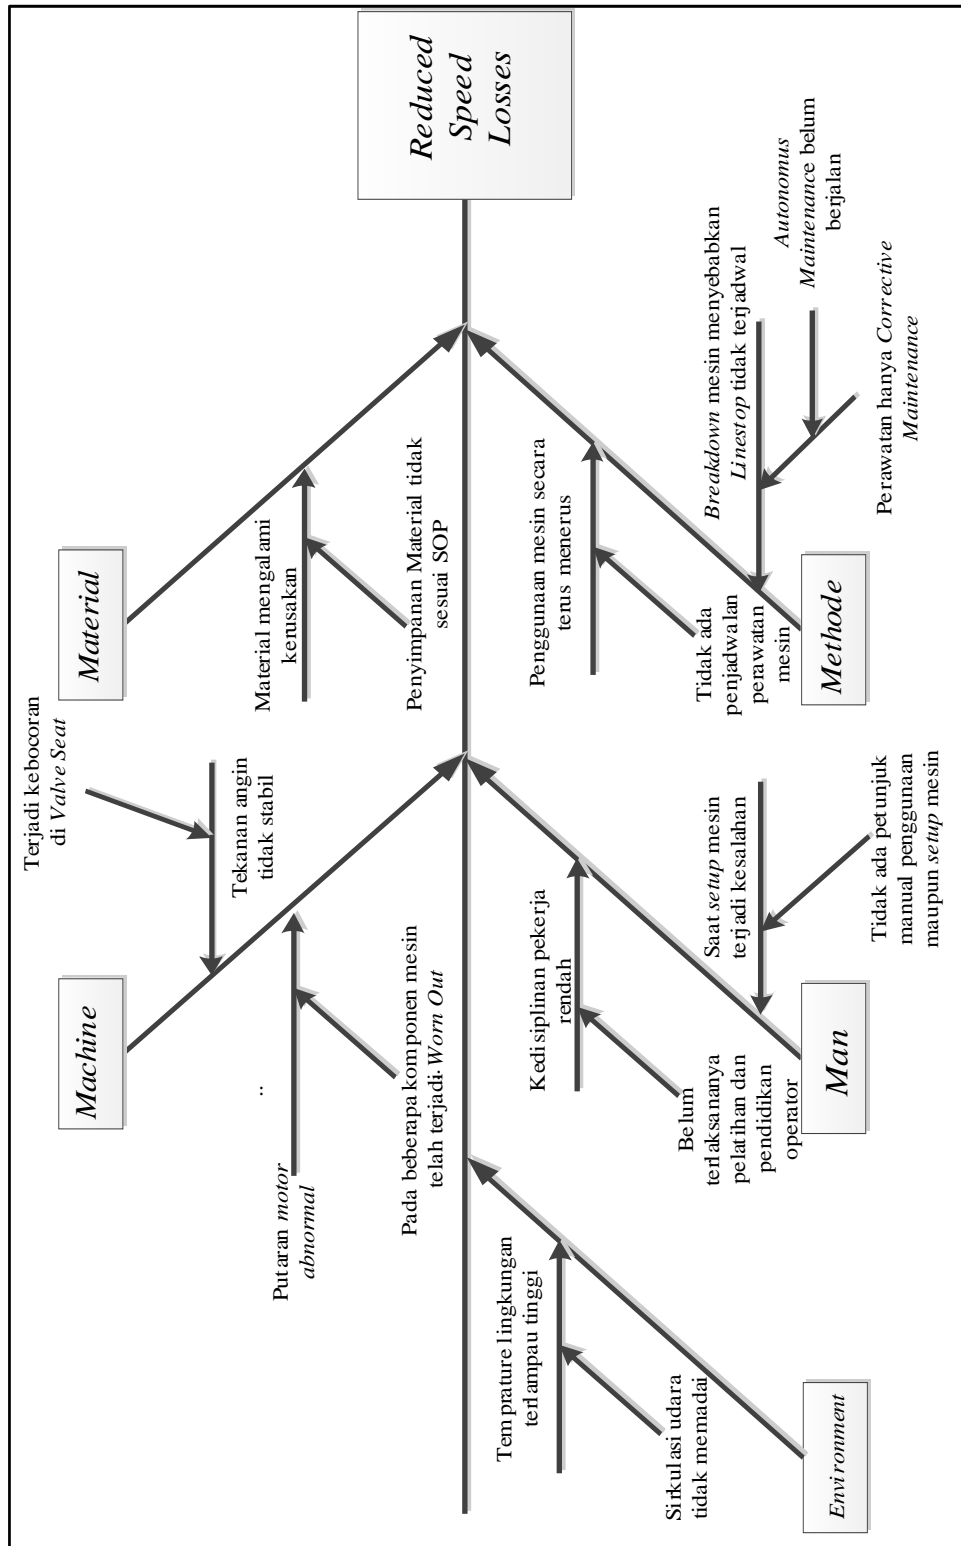 Reduced
Speed
Losses
Machine
Terjadi kebocoran
di Valve Seat
Tekanan angin
tidak stabil
Putaran motor
abnormal
..
Pada beberapa komponen mesin
telah terjadi Worn Out
Material
Material mengalami
kerusakan
Penyimpanan Material tidak
sesuai SOP
Environment
Temprature lingkungan
terlampau tinggi
Sirkulasi udara
tidak memadai
Man
Kedisiplinan pekerja
rendah
Belum
terlaksananya
pelatihan dan
pendidikan
operator
Saat setup mesin
terjadi kesalahan
Tidak ada petunjuk
manual penggunaan
maupun setup mesin
Methode
Penggunaan mesin secara
terus menerus
Tidak ada
penjadwalan
perawatan
mesin
Breakdown mesin menyebabkan
Linestop tidak terjadwal
Autonomus
Maintenance belum
berjalan
Perawatan hanya Corrective
Maintenance